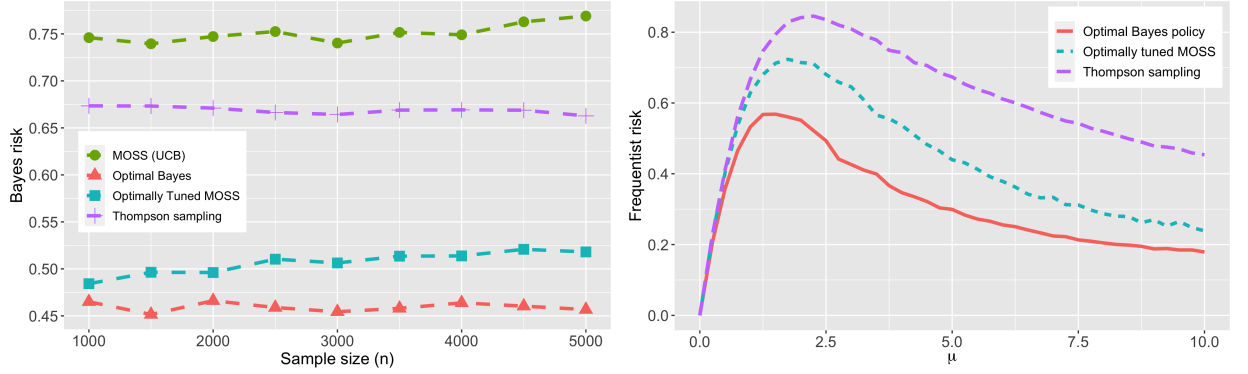 Bayes risk
0.75
0.70
0.65
0.60
0.55
0.50
0.45
MOSS (UCB)
Optimal Bayes
Optimally Tuned MOSS
Thompson sampling
1000 2000 3000 4000 5000
Sample size (n)
Frequentist risk
0.8
0.6
0.4
0.2
0.0
Optimal Bayes policy
Optimally tuned MOSS
Thompson sampling
0.0 2.5 5.0 7.5 10.0
μ